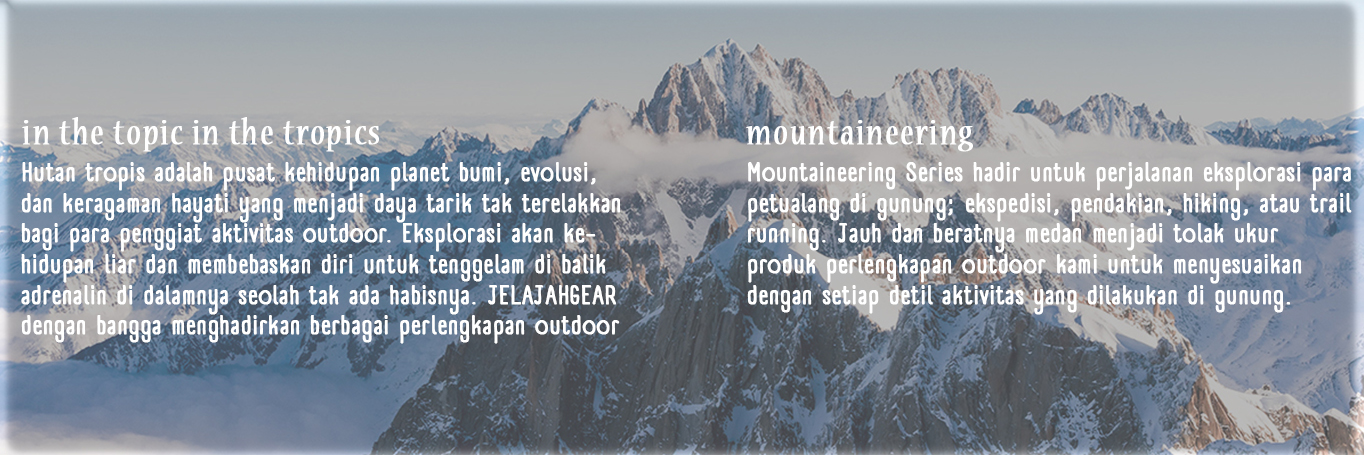 in the topic in the tropics
Hutan tropis adalah pusat kehidupan planet bumi, evolusi,
dan keragaman hayati yang menjadi daya tarik tak terelakkan
bagi para penggiat aktivitas outdoor. Eksplorasi akan ke-
hidupan liar dan membebaskan diri untuk tenggelam di balik
adrenalin di dalamnya seolah tak ada habisnya. JELAJAHGEAR
dengan bangga menghadirkan berbagai perlengkapan outdoor
mountaineering
Mountaineering Series hadir untuk perjalanan eksplorasi para
petualang di gunung; ekspedisi, pendakian, hiking, atau trail
running. Jauh dan beratnya medan menjadi tolak ukur
produk perlengkapan outdoor kami untuk menyesuaikan
dengan setiap detil aktivitas yang dilakukan di gunung.